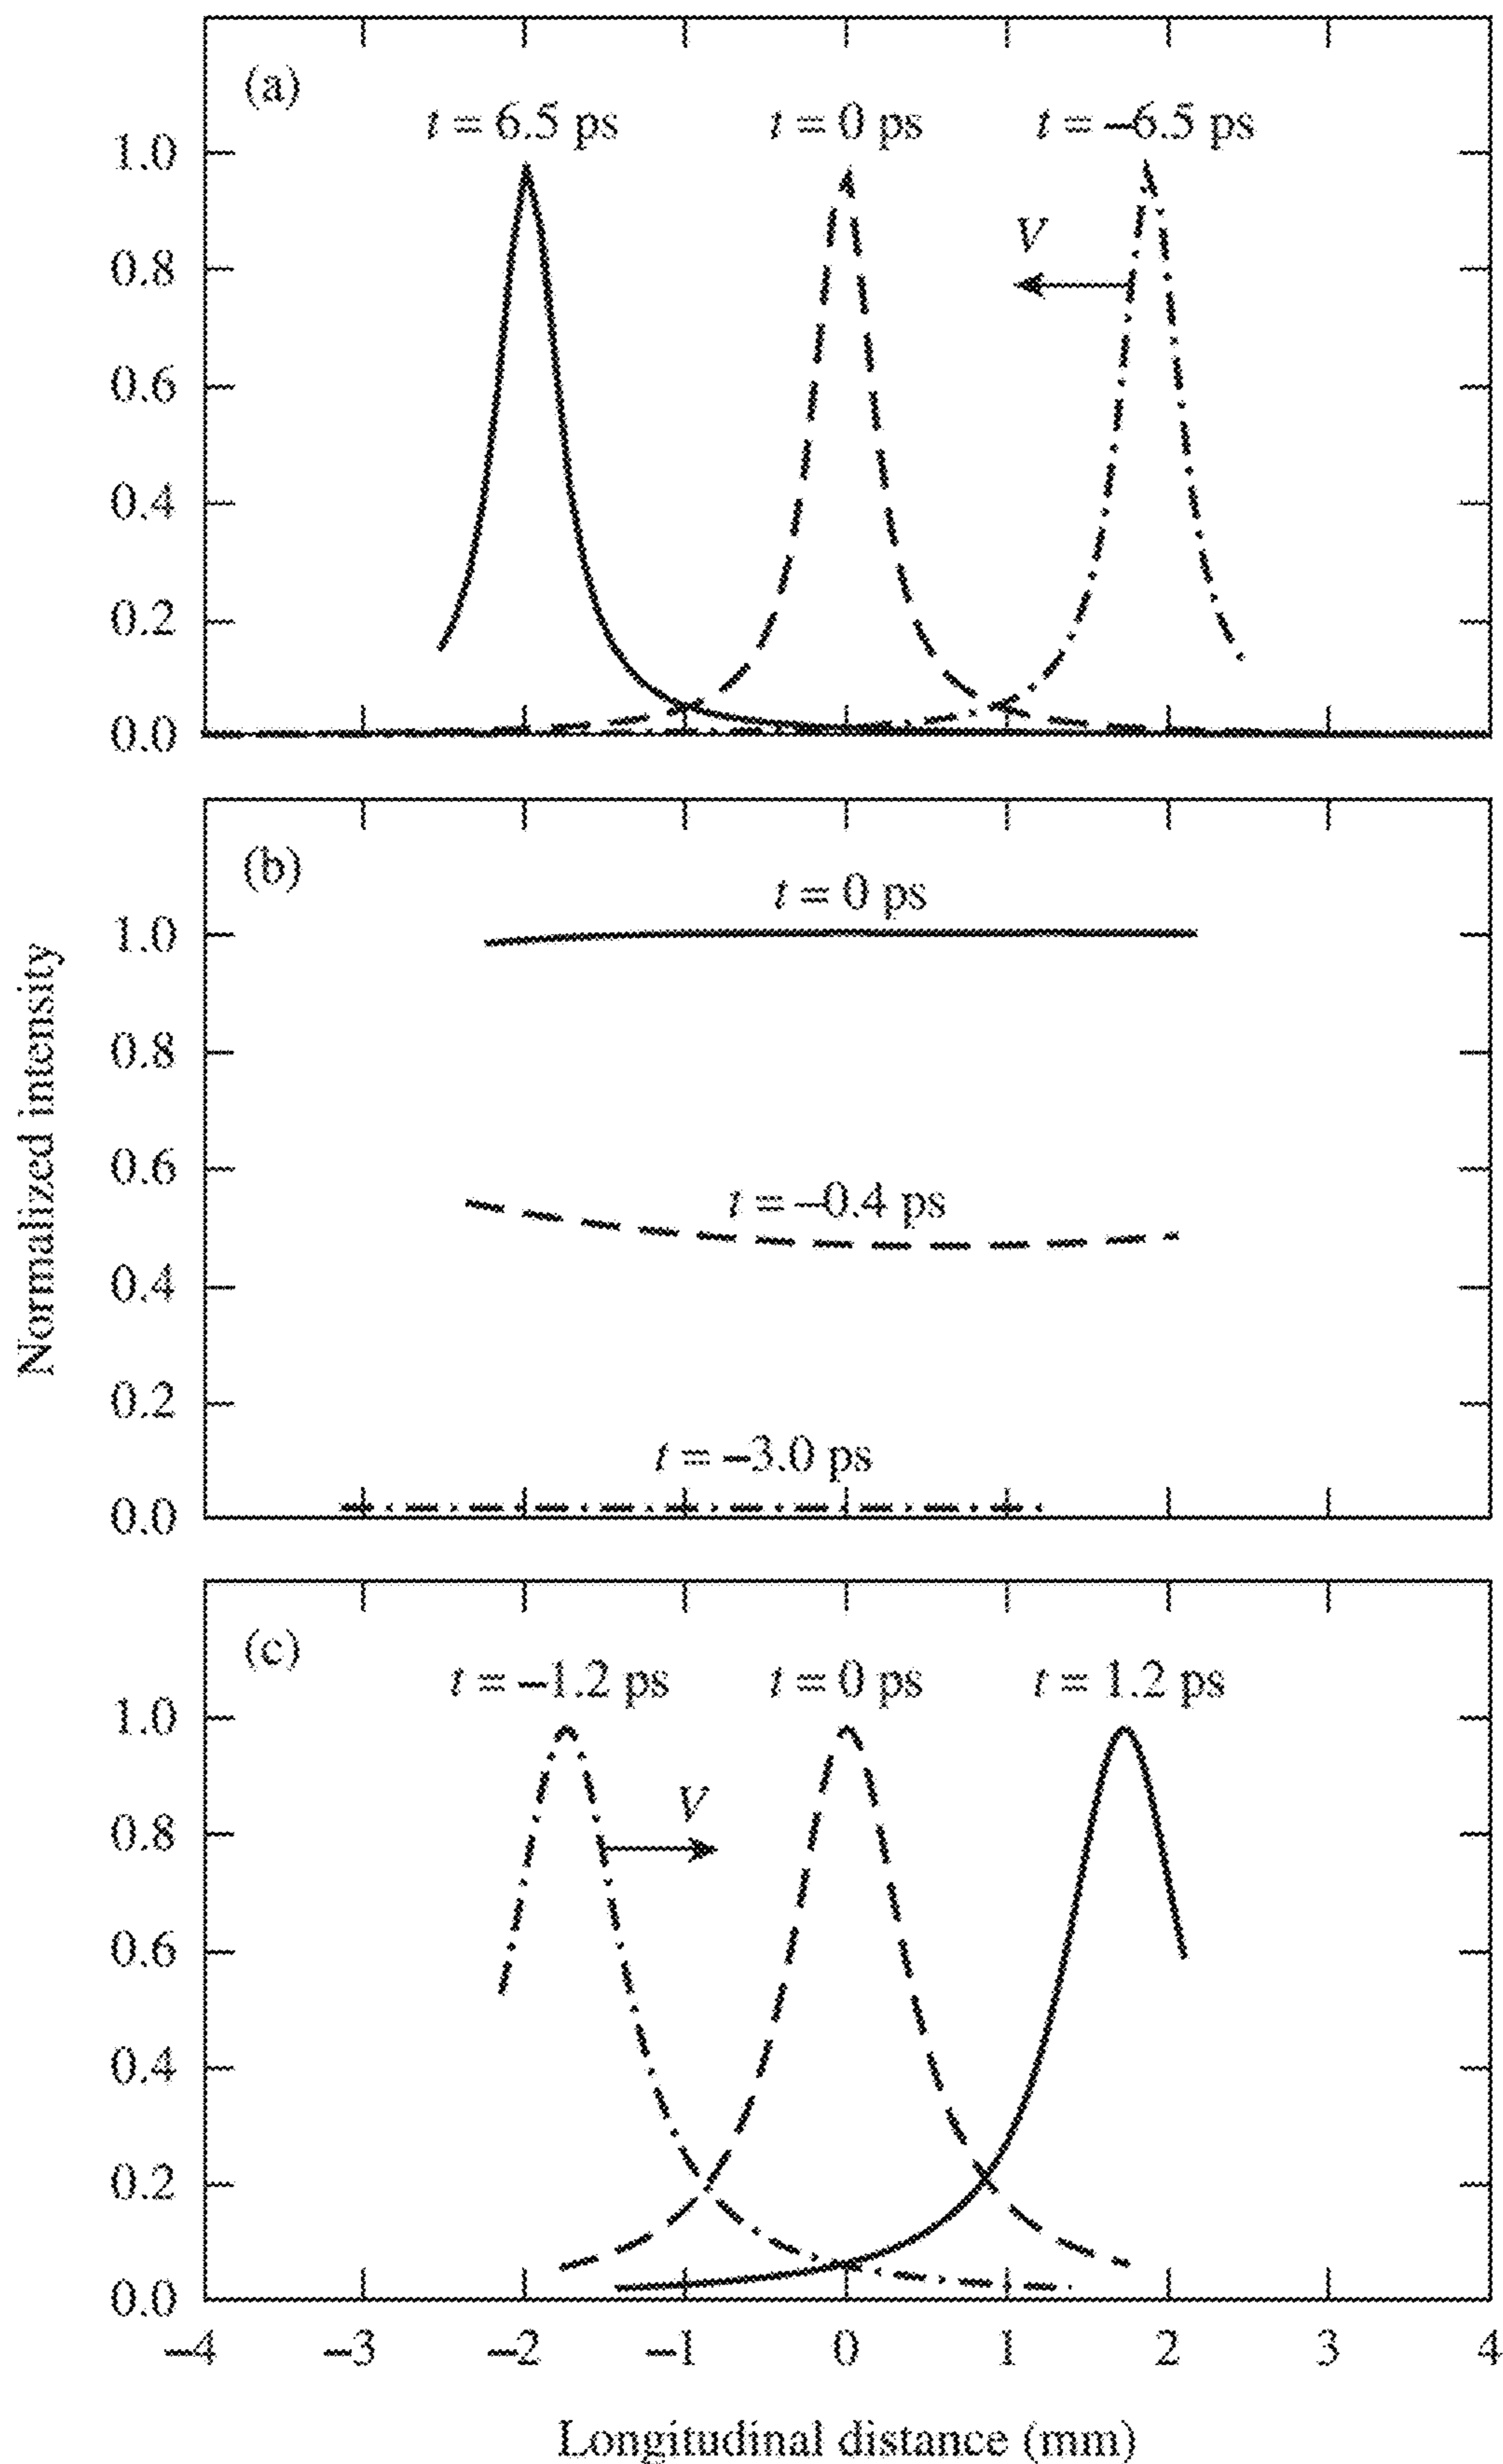 (a)
t = 6.5 ps t = 0 ps t = –6.5 ps
V
1.0
0.8
0.6
0.4
0.2
0.0
(b)
t = 0 ps
t = –0.4 ps
t = –3.0 ps
1.0
0.8
0.6
0.4
0.2
0.0
Normalized intensity
(c)
t = –1.2 ps t = 0 ps t = 1.2 ps
V
1.0
0.8
0.6
0.4
0.2
0.0
–4 –3 –2 –1 0 1 2 3 4
Longitudinal distance (mm)